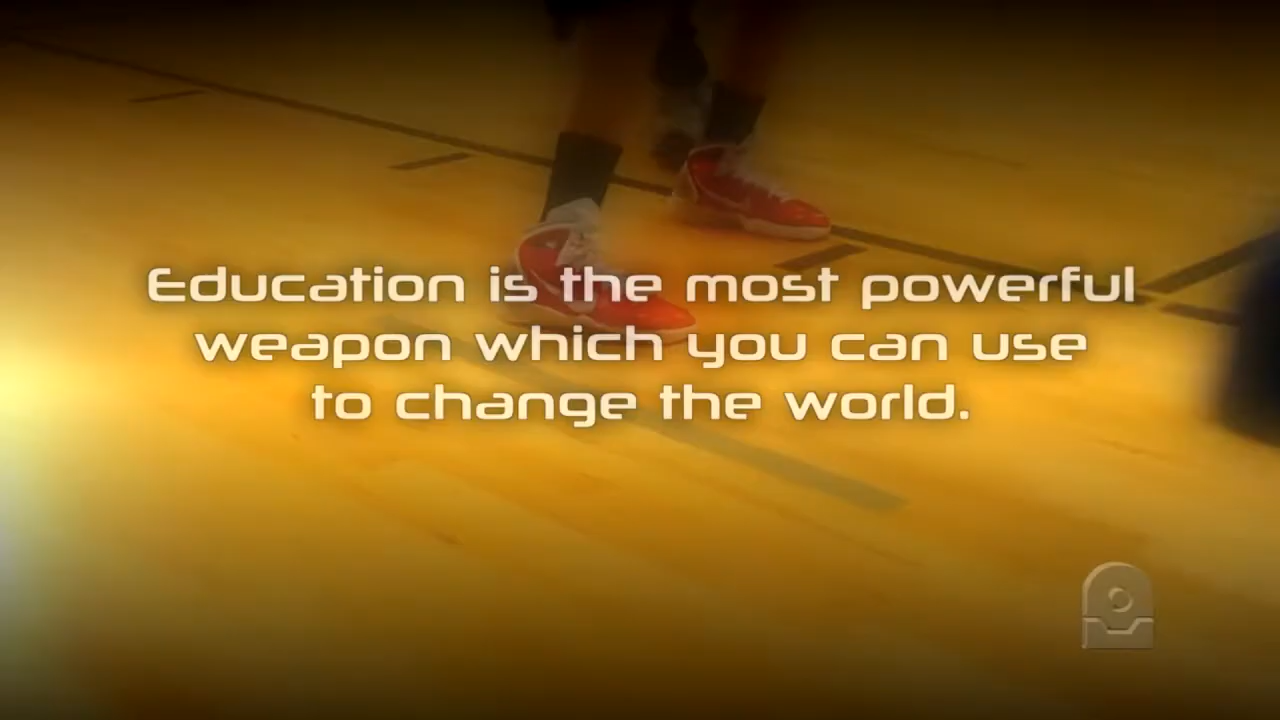 Education is the most powerful
weapon which you can use
to change the world.